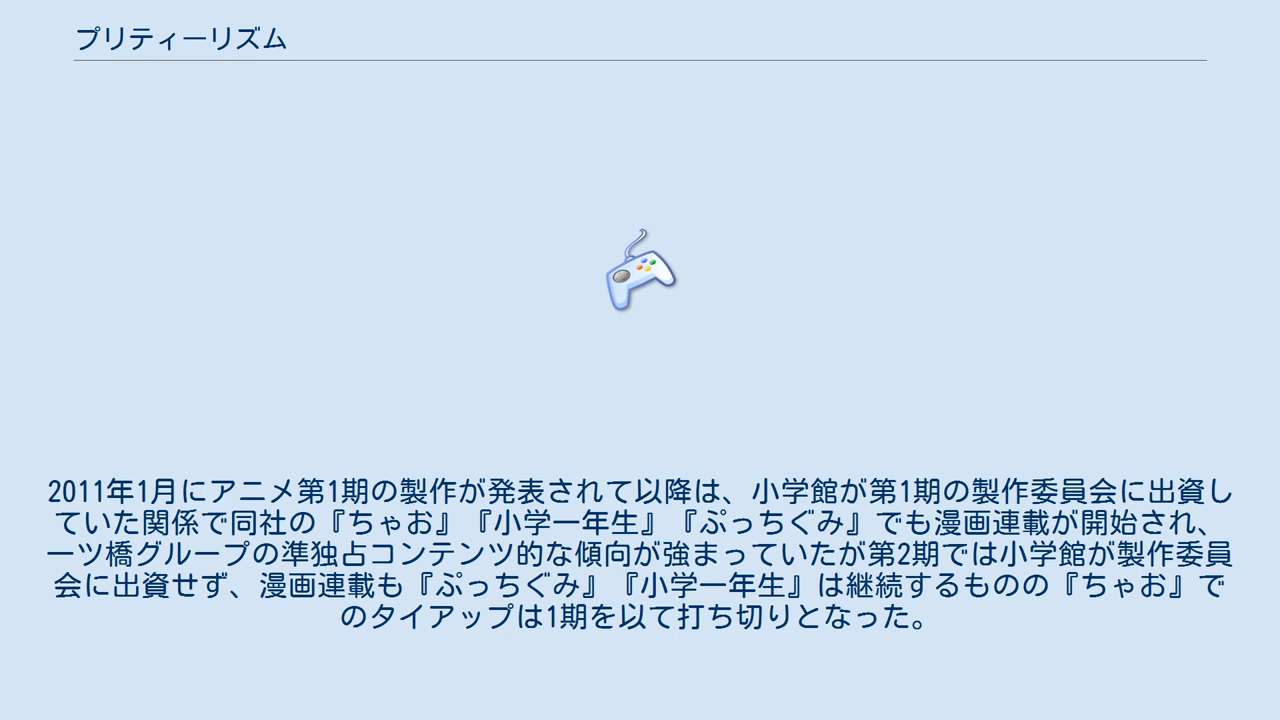 プリティーリズム
2011年1月にアニメ第1期の製作が発表されて以降は、小学館が第1期の製作委員会に出資し
ていた関係で同社の『ちゃお』『小学一年生』『ぷっちぐみ』でも漫画連載が開始され、
一ツ橋グループの準独占コンテンツ的な傾向が強まっていたが第2期では小学館が製作委員
会に出資せず、漫画連載も『ぷっちぐみ』『小学一年生』は継続するものの『ちゃお』で
のタイアップは1期を以て打ち切りとなった。